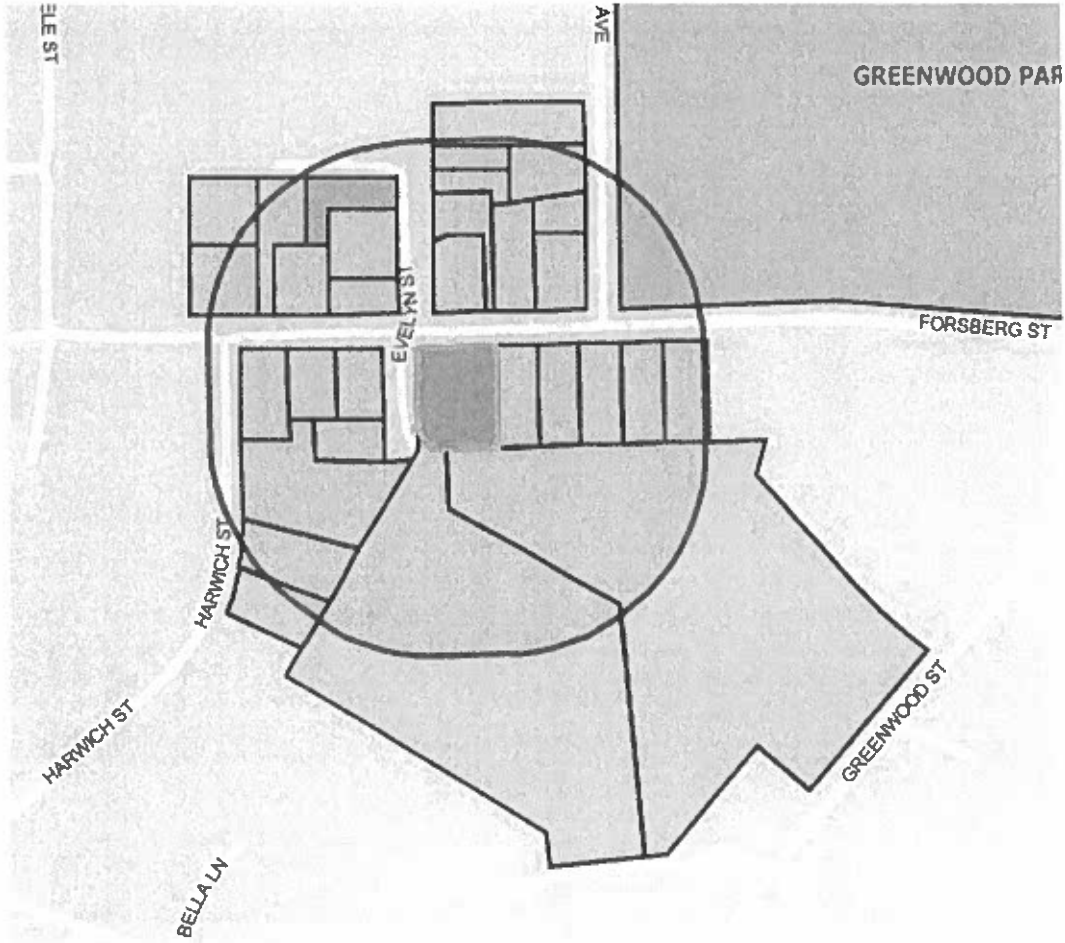 ELE ST
AVE
GREENWOOD PAR
EVELYN ST
FORSBERG ST
HARWICH ST
HARWICH ST
GREENWOOD ST
BELLA LN